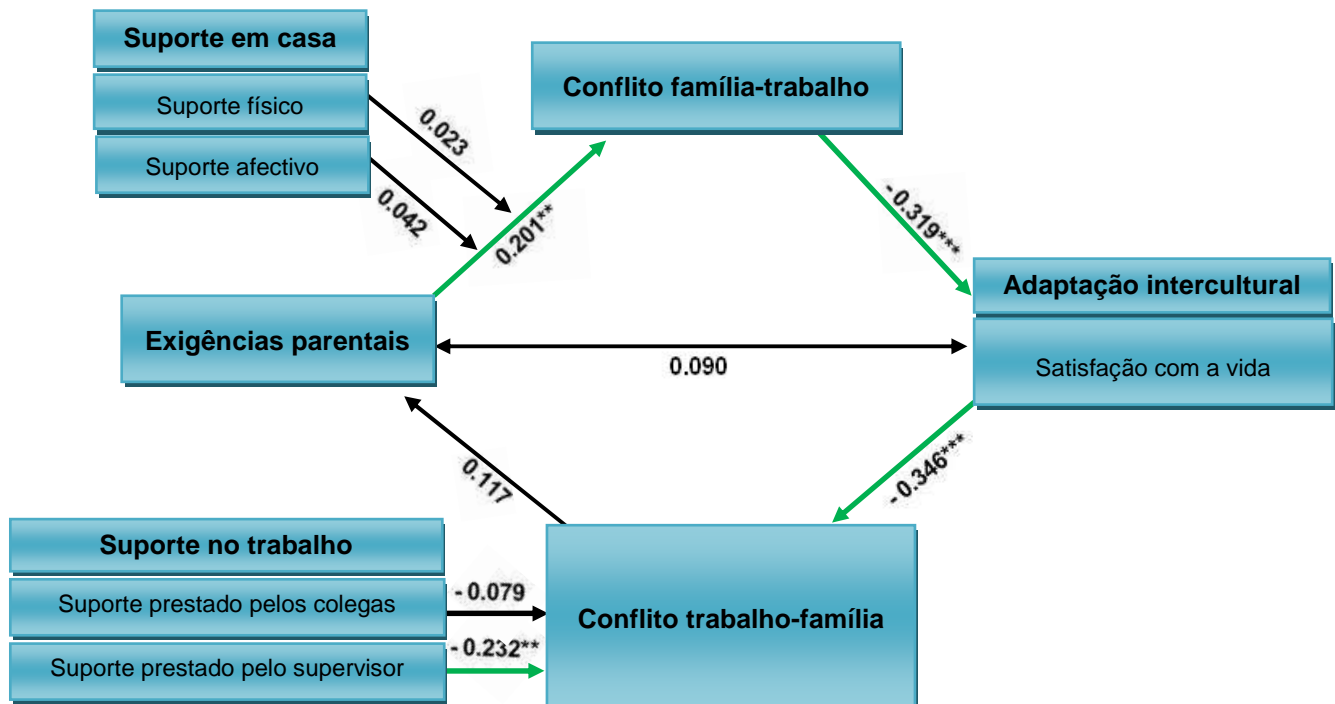 Suporte em casa
Suporte físico
Suporte afectivo
Conflito família-trabalho
0.023
0.042
0.201**
- 0.319***
Adaptação intercultural
Satisfação com a vida
Exigências parentais
0.090
- 0.346***
0.117
Suporte no trabalho
Suporte prestado pelos colegas
Suporte prestado pelo supervisor
- 0.079
- 0.232**
Conflito trabalho-família